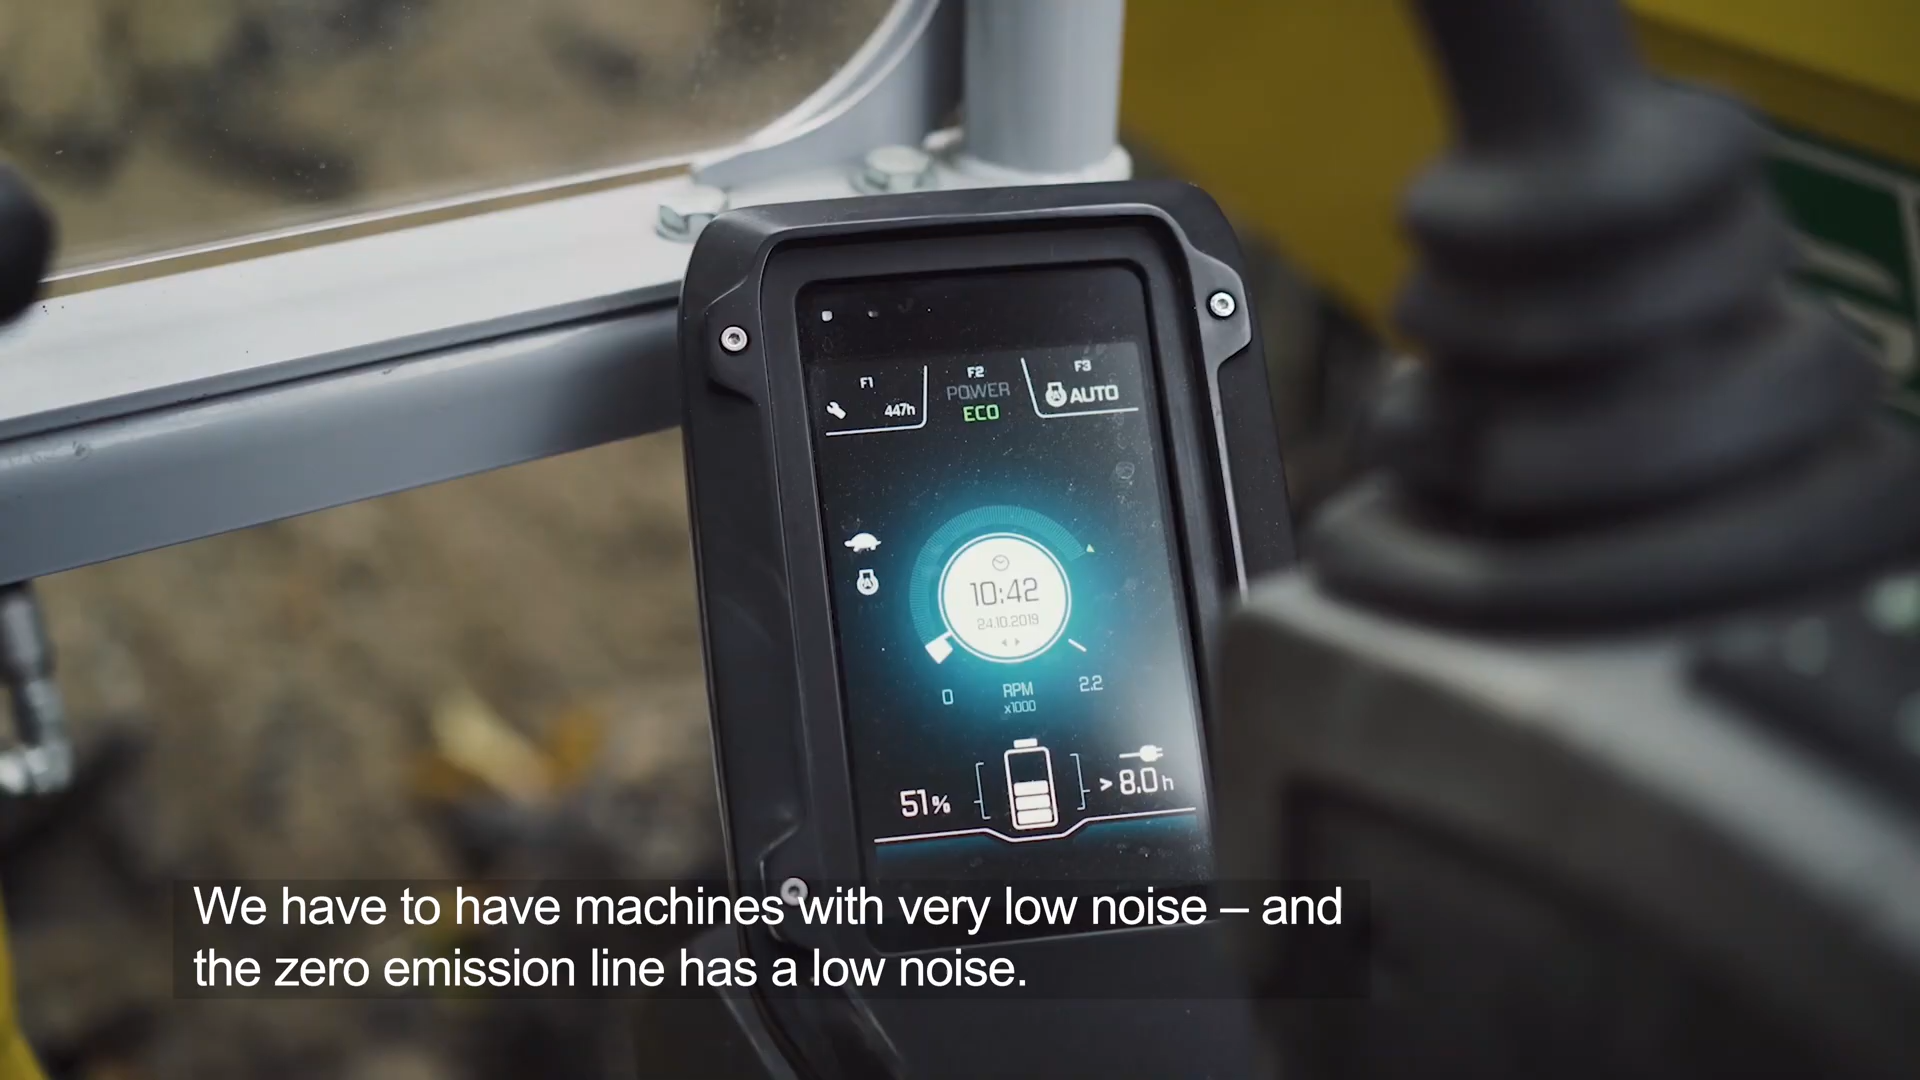 F1
447h
F2
POWER
ECO
F3
AUTO
10:42
24.10.2019
0
RPM
x1000
2.2
51%
> 8.0h
We have to have machines with very low noise – and
the zero emission line has a low noise.